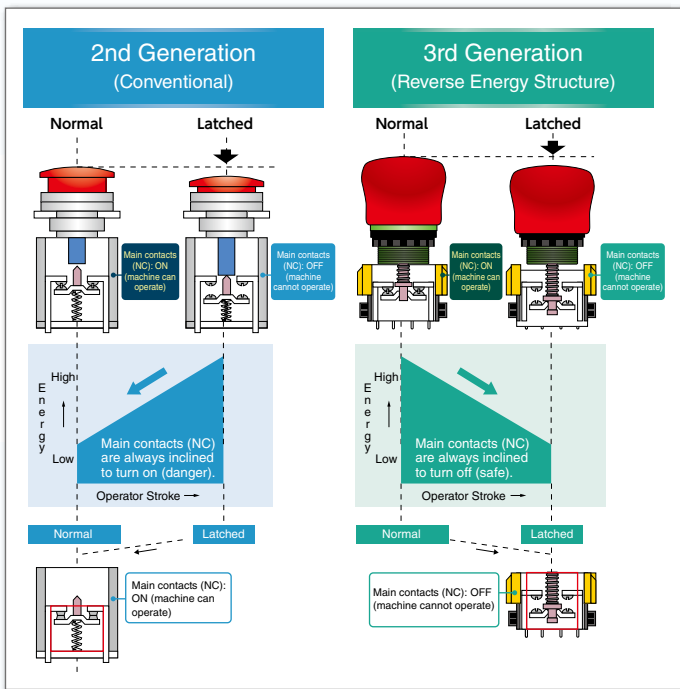 2nd Generation
(Conventional)
3rd Generation
(Reverse Energy Structure)
Normal
Latched
Normal
Latched
Main contacts
(NC): ON
(machine can
operate)
Main contacts
(NC): OFF
(machine
cannot operate)
Main contacts
(NC): ON
(machine can
operate)
Main contacts
(NC): OFF
(machine
cannot operate)
Energy
High
Low
Main contacts (NC)
are always inclined
to turn on (danger).
Operator Stroke →
Energy
High
Low
Main contacts (NC)
are always inclined
to turn off (safe).
Operator Stroke →
Normal
Latched
Normal
Latched
Main contacts (NC):
ON (machine can
operate)
Main contacts (NC): OFF
(machine cannot operate)